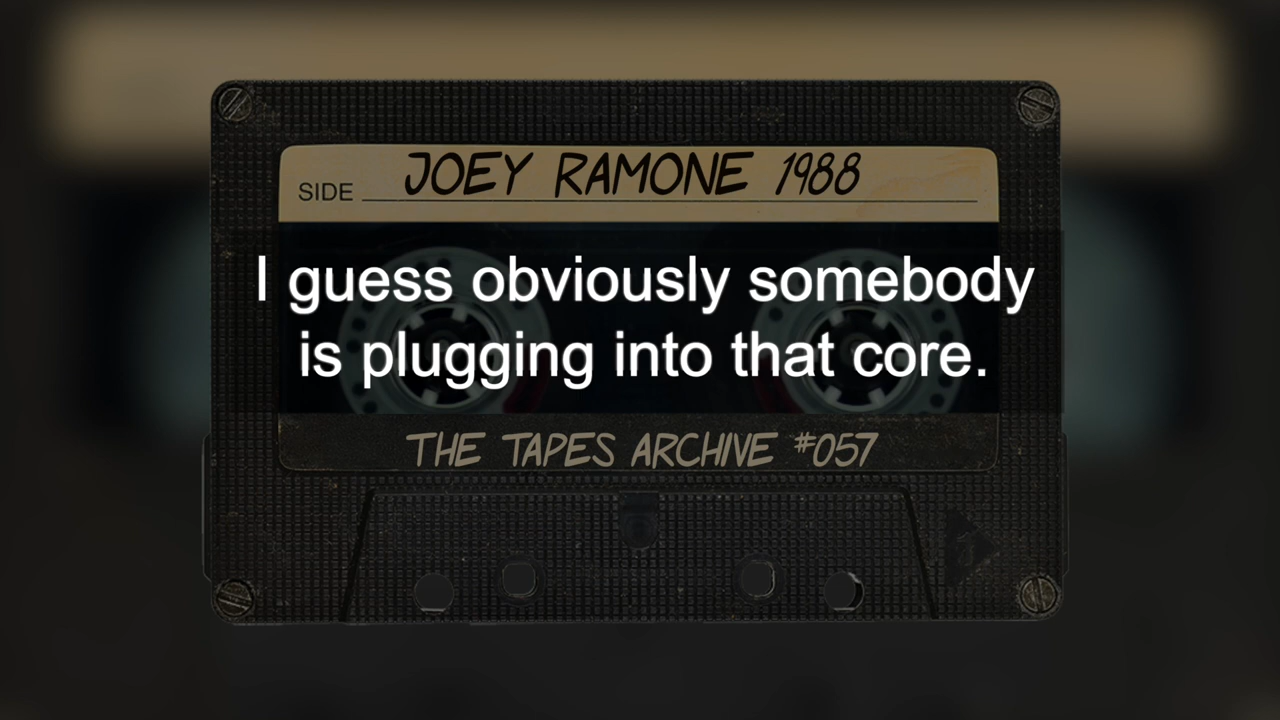 JOEY RAMONE 1988
SIDE
I guess obviously somebody
is plugging into that core.
THE TAPES ARCHIVE #057